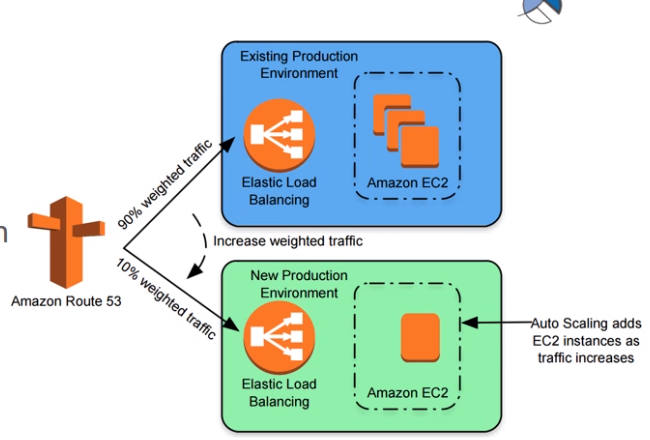 Existing Production
Environment
Elastic Load
Balancing
Amazon EC2
90% weighted traffic
n
Increase weighted traffic
Amazon Route 53
10% weighted traffic
New Production
Environment
Elastic Load
Balancing
Amazon EC2
Auto Scaling adds
EC2 instances as
traffic increases